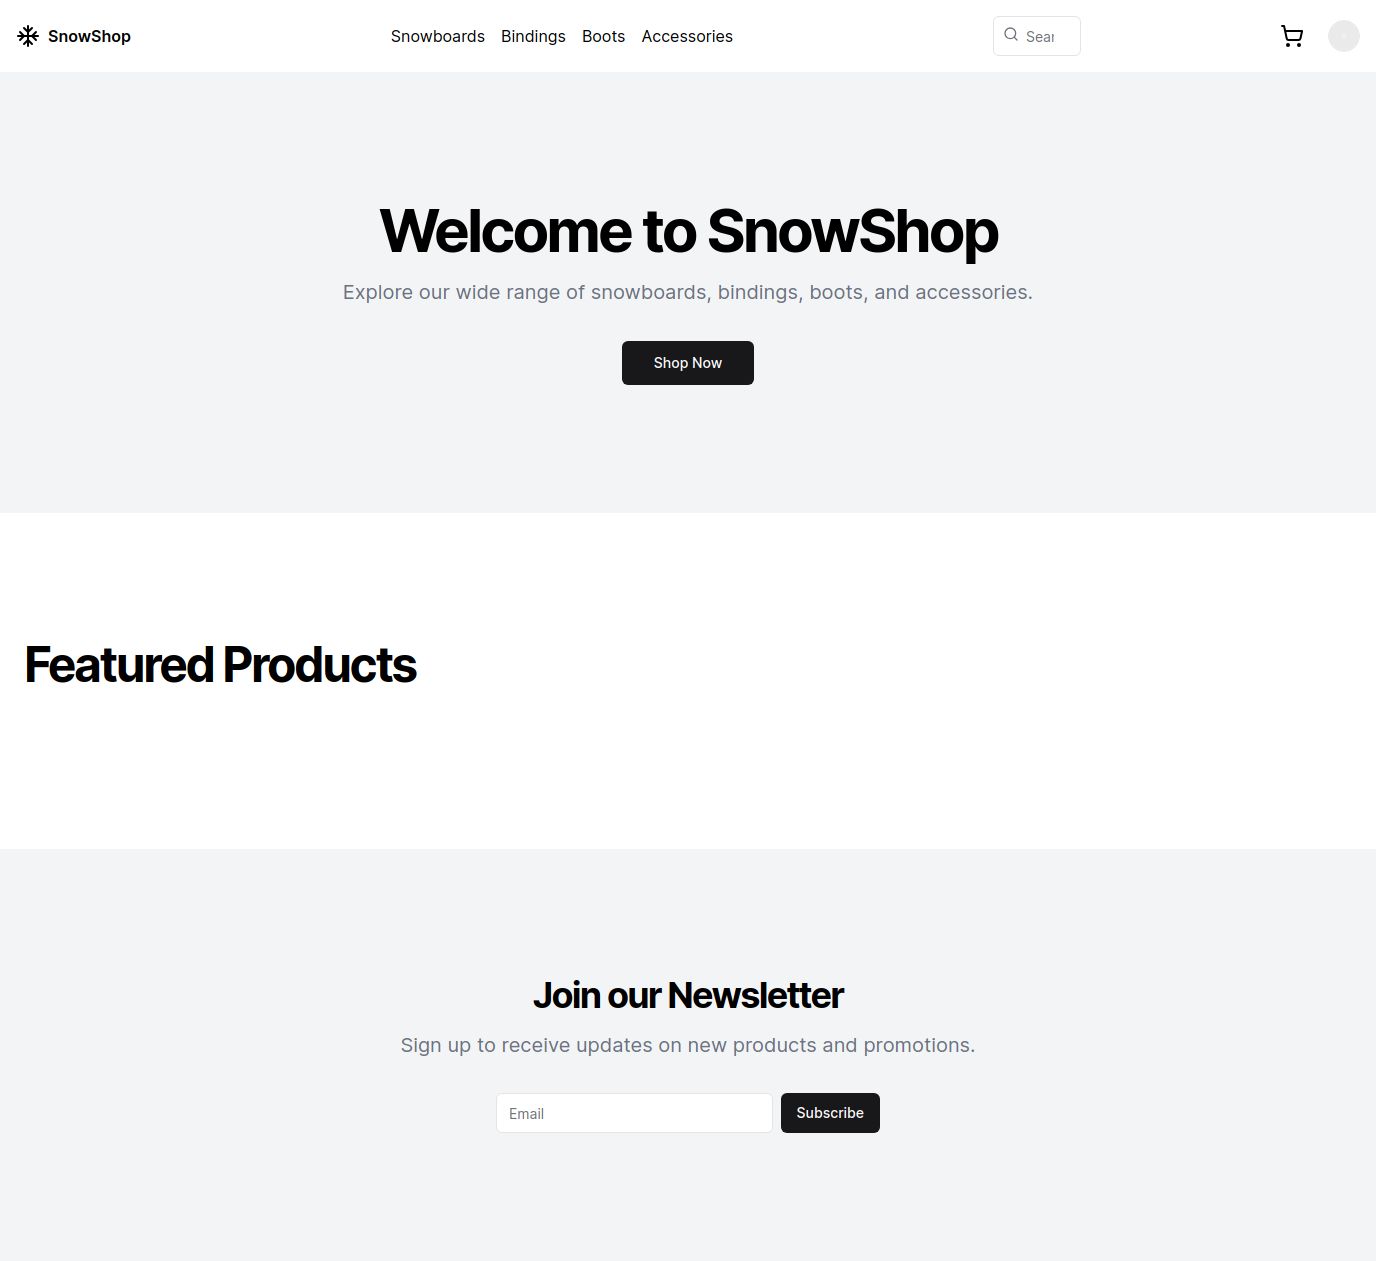 SnowShop
Snowboards Bindings Boots Accessories
Sear
Welcome to SnowShop
Explore our wide range of snowboards, bindings, boots, and accessories.
Shop Now
Featured Products
Join our Newsletter
Sign up to receive updates on new products and promotions.
Email
Subscribe